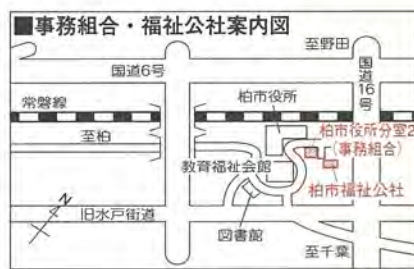 ■事務組合・福祉公社案内図
至野田
国道6号
国道16号
常磐線
柏市役所
至柏
柏市役所分室2
(事務組合)
教育福祉会館
柏市福祉公社
N
旧水戸街道
図書館
至千葉